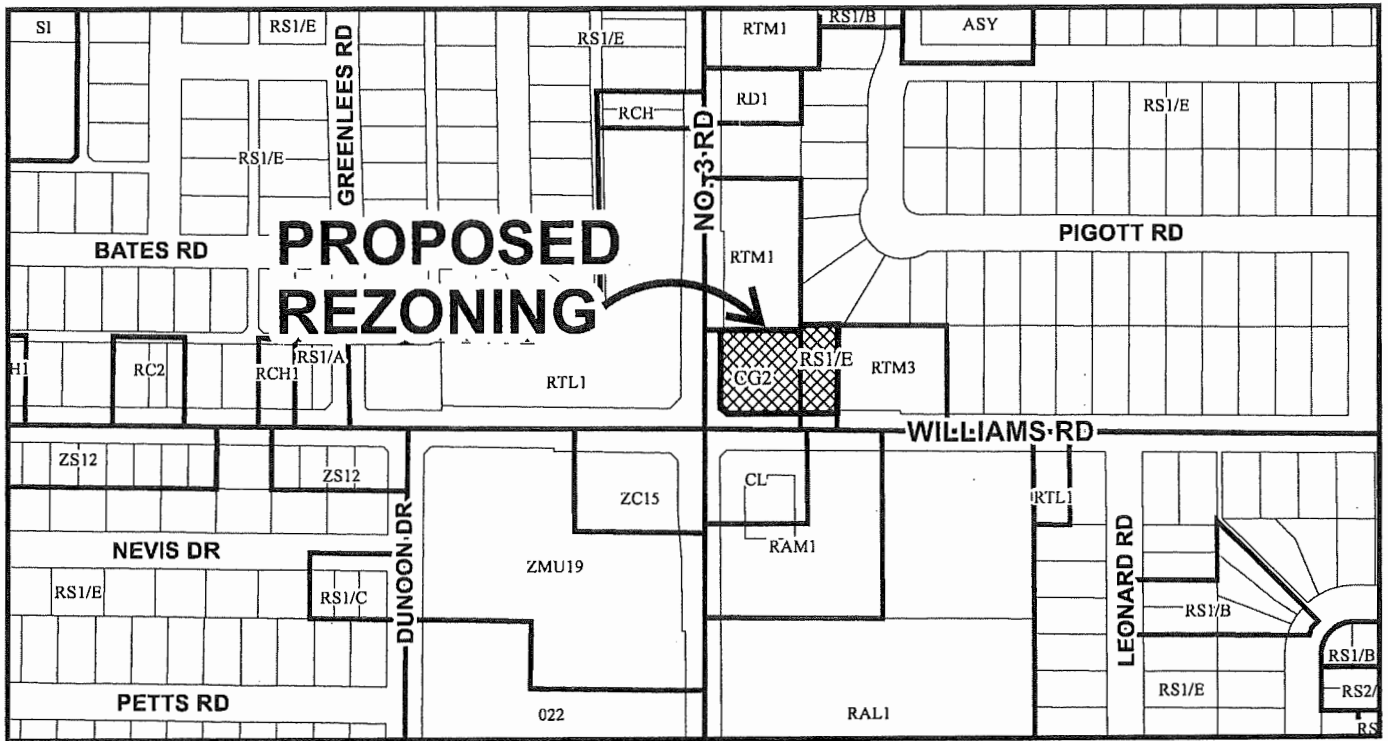 SI
RS1/E
GREENLEES RD
RS1/E
RTM1
RS1/B
ASY
RCH
RD1
RS1/E
RS1/E
NO. 3 RD
BATES RD
PROPOSED
REZONING
RTM1
PIGOTT RD
H1
RC2
RCH1
RS1/A
RTL1
CG2
RS1/E
RTM3
WILLIAMS RD
ZS12
ZS12
ZC15
CL
RAM1
RTL1
NEVIS DR
DUNOON DR
ZMU19
LEONARD RD
RS1/E
RS1/C
RS1/B
RS1/B
PETTS RD
022
RAL1
RS1/E
RS2/
RS